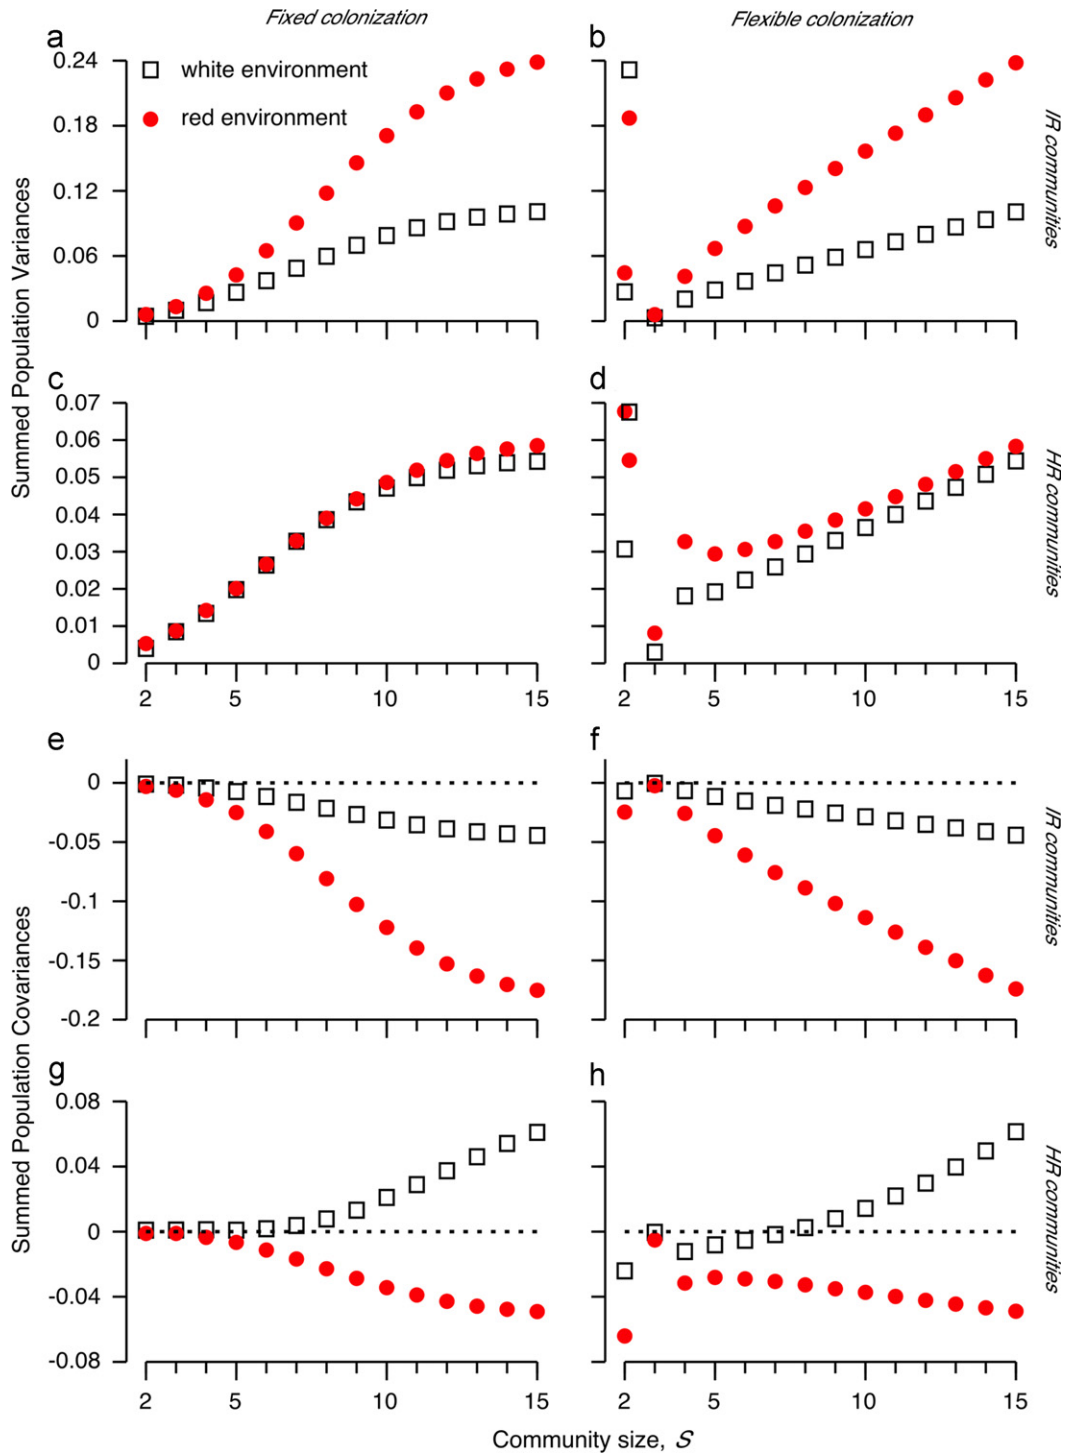 Fixed colonization
Flexible colonization
a
b
0.24
0.18
0.12
0.06
0
white environment
red environment
IR communities
Summed Population Variances
c
d
0.07
0.06
0.05
0.04
0.03
0.02
0.01
0
HR communities
2 5 10 15
2 5 10 15
e
f
0
-0.05
-0.1
-0.15
-0.2
IR communities
Summed Population Covariances
g
h
0.08
0.04
0
-0.04
-0.08
HR communities
2 5 10 15
2 5 10 15
Community size, S